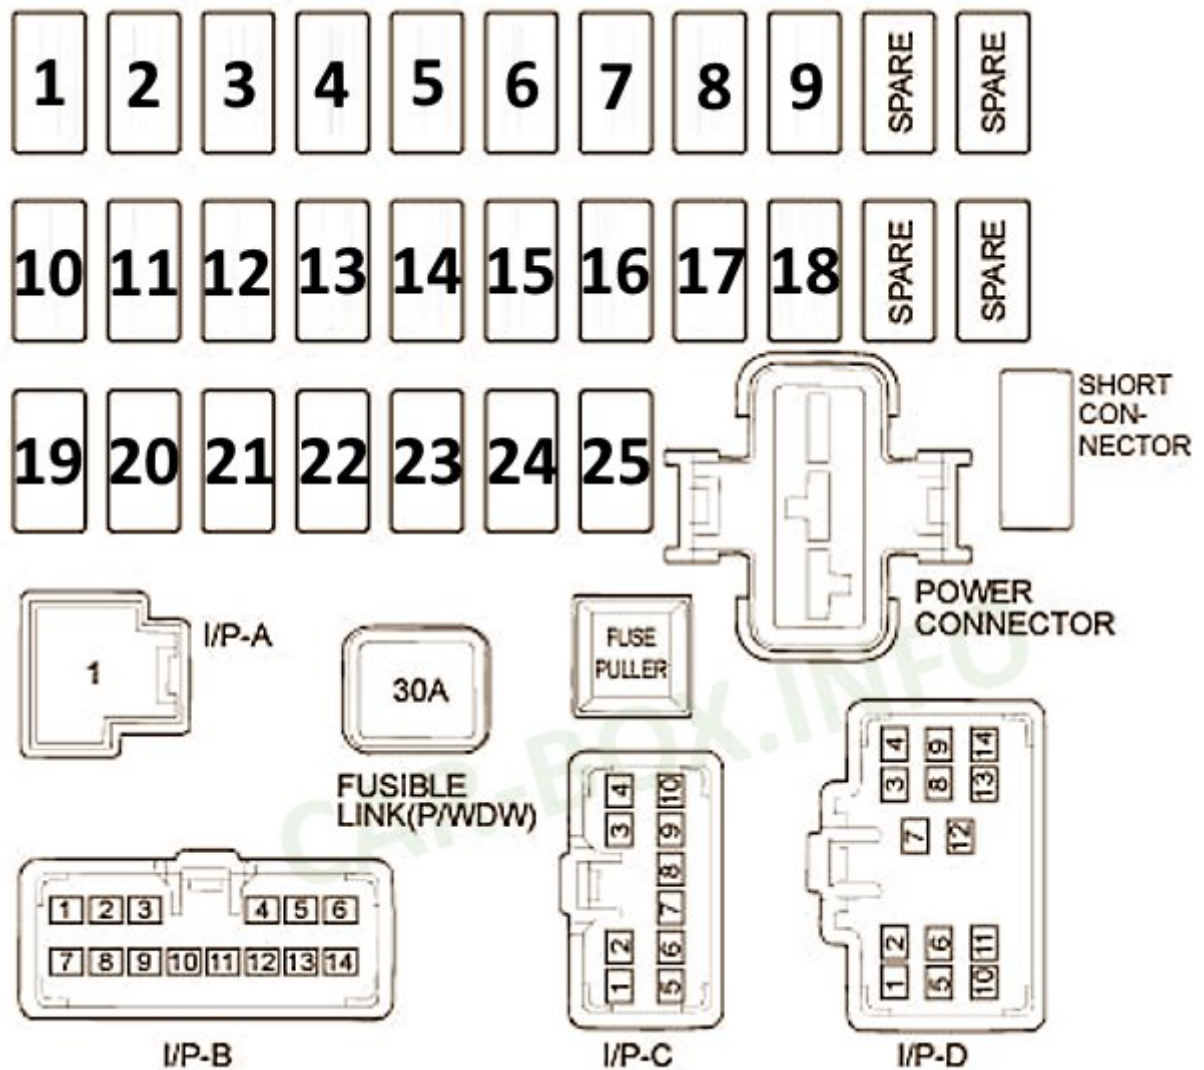 1 2 3 4 5 6 7 8 9 SPARE SPARE
10 11 12 13 14 15 16 17 18 SPARE SPARE
19 20 21 22 23 24 25
SHORT
CON-
NECTOR
POWER
CONNECTOR
1
I/P-A
30A
FUSIBLE
LINK(P/WDW)
FUSE
PULLER
CAR-BOX.INFO
1 2 3 4 5 6
7 8 9 10 11 12 13 14
I/P-B
4 10
3 9
8
7
2 6
1 5
I/P-C
4 9 14
3 8 13
7 12
2 6 11
1 5 10
I/P-D